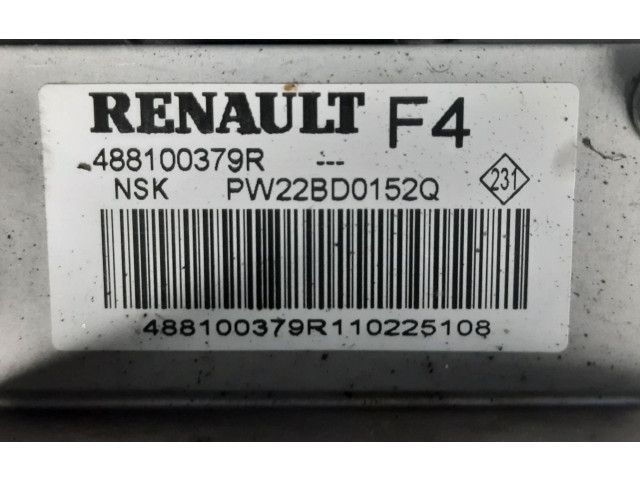 RENAULT F4
488100379R ---
NSK PW22BD0152Q 231
488100379R110225108